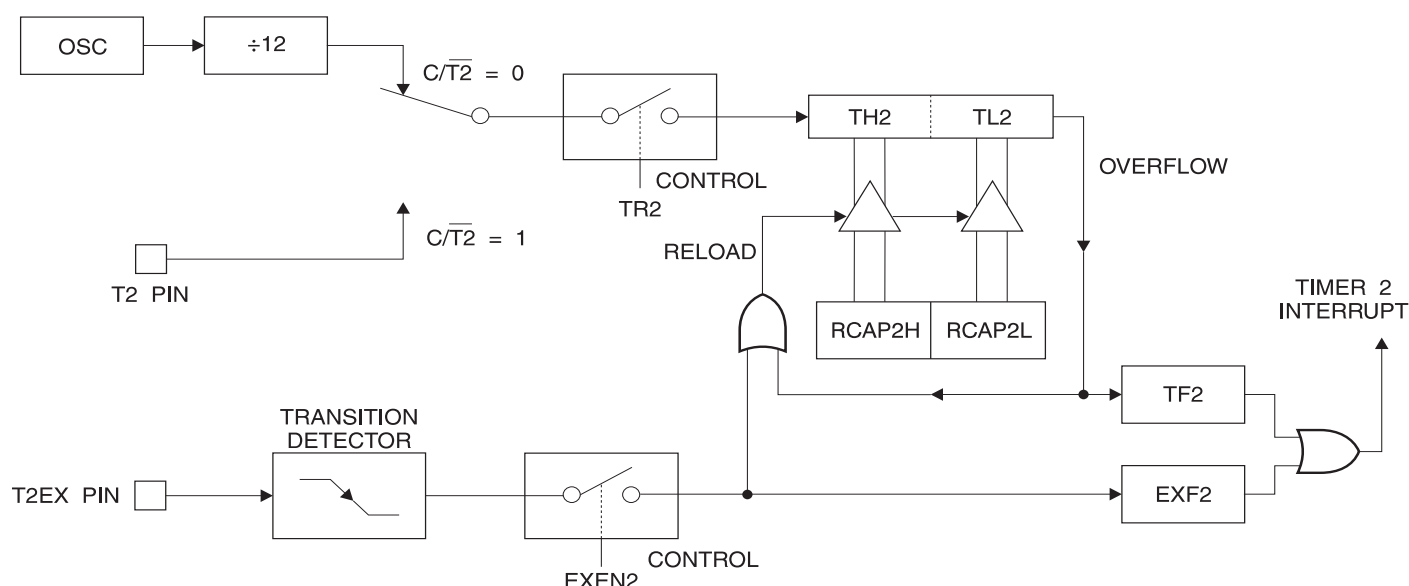 OSC
÷12
C/T2̅ = 0
TH2
TL2
CONTROL
TR2
OVERFLOW
C/T2̅ = 1
RELOAD
T2 PIN
TIMER 2
INTERRUPT
RCAP2H
RCAP2L
TF2
TRANSITION
DETECTOR
T2EX PIN
EXF2
CONTROL
EXEN2